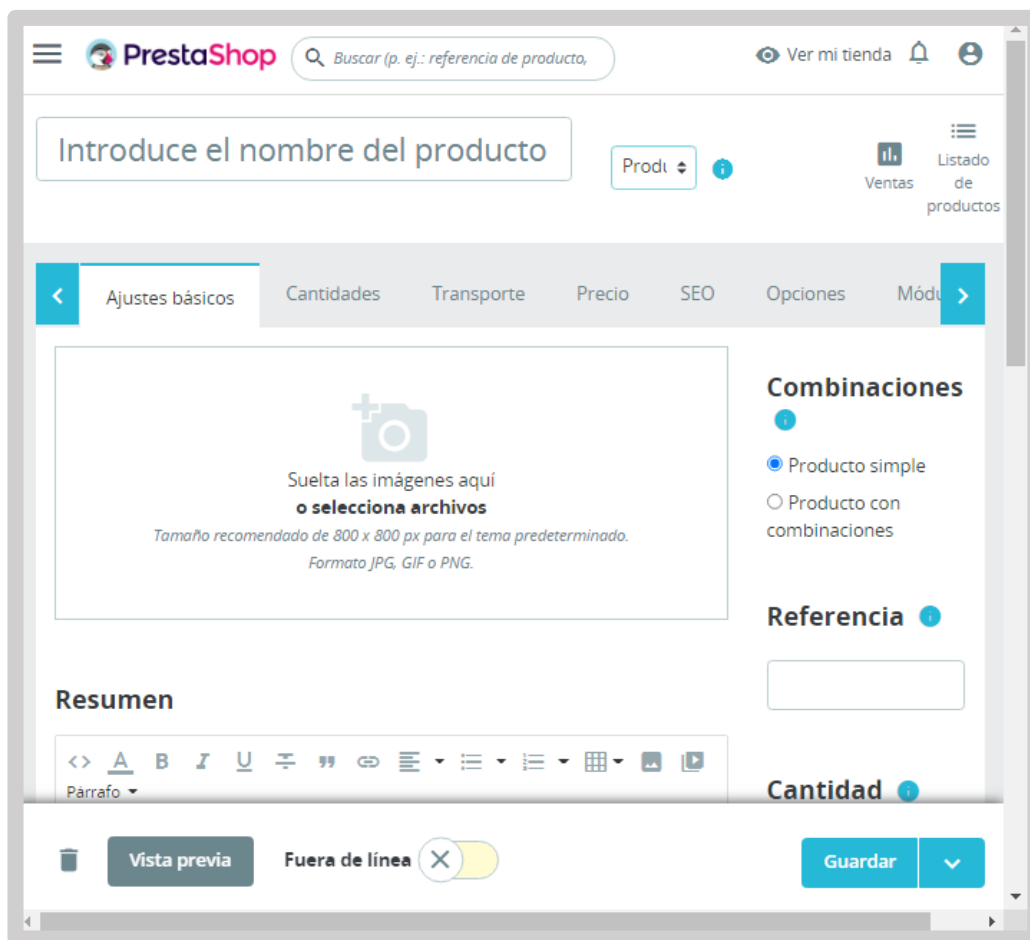 PrestaShop
Buscar (p. ej.: referencia de producto,
Ver mi tienda
Introduce el nombre del producto
Ventas
Listado
de
productos
Ajustes básicos
Cantidades
Transporte
Precio
SEO
Opciones
Suelta las imágenes aquí
o selecciona archivos
Tamaño recomendado de 800 x 800 px para el tema predeterminado.
Formato JPG, GIF o PNG.
Combinaciones
Producto simple
Producto con
combinaciones
Referencia
Resumen
Párrafo
Cantidad
Vista previa
Fuera de línea
Guardar